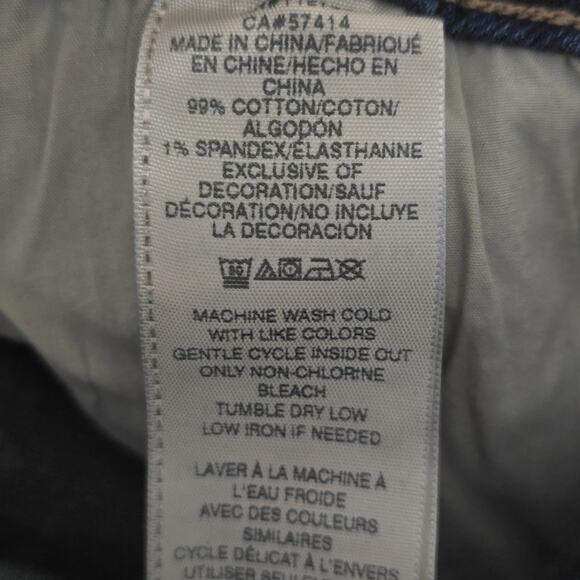 CA#57414
MADE IN CHINA/FABRIQUÉ
EN CHINE/HECHO EN
CHINA
99% COTTON/COTON/
ALGODÓN
1% SPANDEX/ÉLASTHANNE
EXCLUSIVE OF
DECORATION/SAUF
DÉCORATION/NO INCLUYE
LA DECORACIÓN
30
MACHINE WASH COLD
WITH LIKE COLORS
GENTLE CYCLE INSIDE OUT
ONLY NON-CHLORINE
BLEACH
TUMBLE DRY LOW
LOW IRON IF NEEDED
LAVER À LA MACHINE À
L'EAU FROIDE
AVEC DES COULEURS
SIMILAIRES
CYCLE DÉLICAT À L'ENVERS
UTILISER